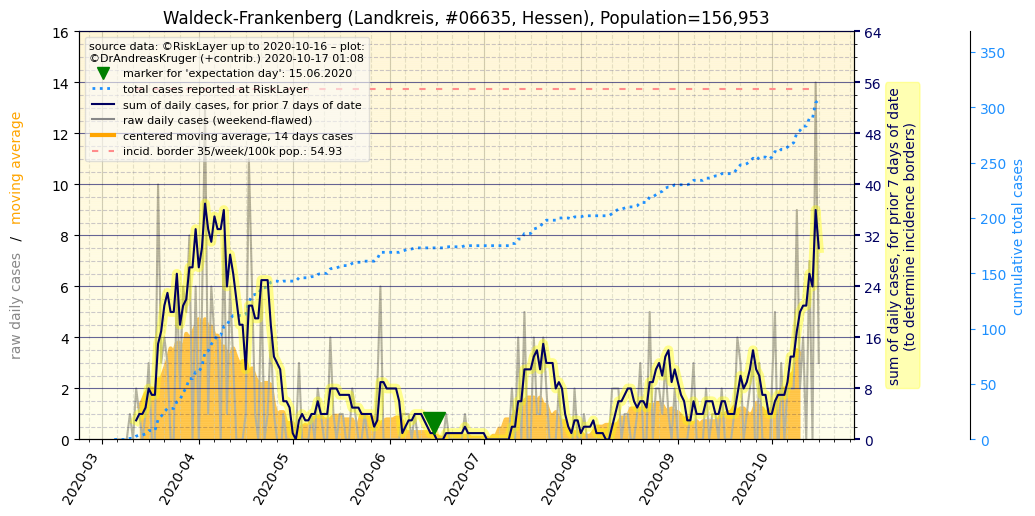 Waldeck-Frankenberg (Landkreis, #06635, Hessen), Population=156,953
source data: ©RiskLayer up to 2020-10-16 – plot:
©DrAndreasKruger (+contrib.) 2020-10-17 01:08
marker for 'expectation day': 15.06.2020
total cases reported at RiskLayer
sum of daily cases, for prior 7 days of date
raw daily cases (weekend-flawed)
centered moving average, 14 days cases
incid. border 35/week/100k pop.: 54.93
raw daily cases / moving average
16
14
12
10
8
6
4
2
0
2020-03
2020-04
2020-05
2020-06
2020-07
2020-08
2020-09
2020-10
64
56
48
40
32
24
16
8
0
sum of daily cases, for prior 7 days of date
(to determine incidence borders)
350
300
250
200
150
100
50
0
cumulative total cases